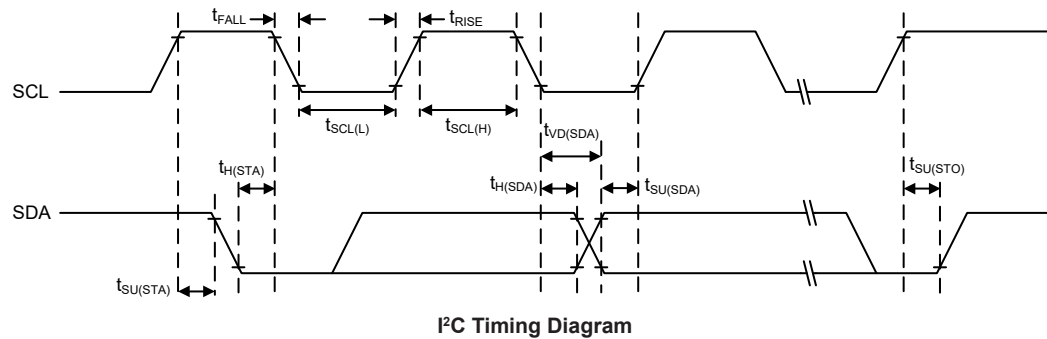 tFALL
tRISE
SCL
tSCL(L)
tSCL(H)
tVD(SDA)
tH(STA)
tH(SDA)
tSU(SDA)
tSU(STO)
SDA
tSU(STA)
I²C Timing Diagram